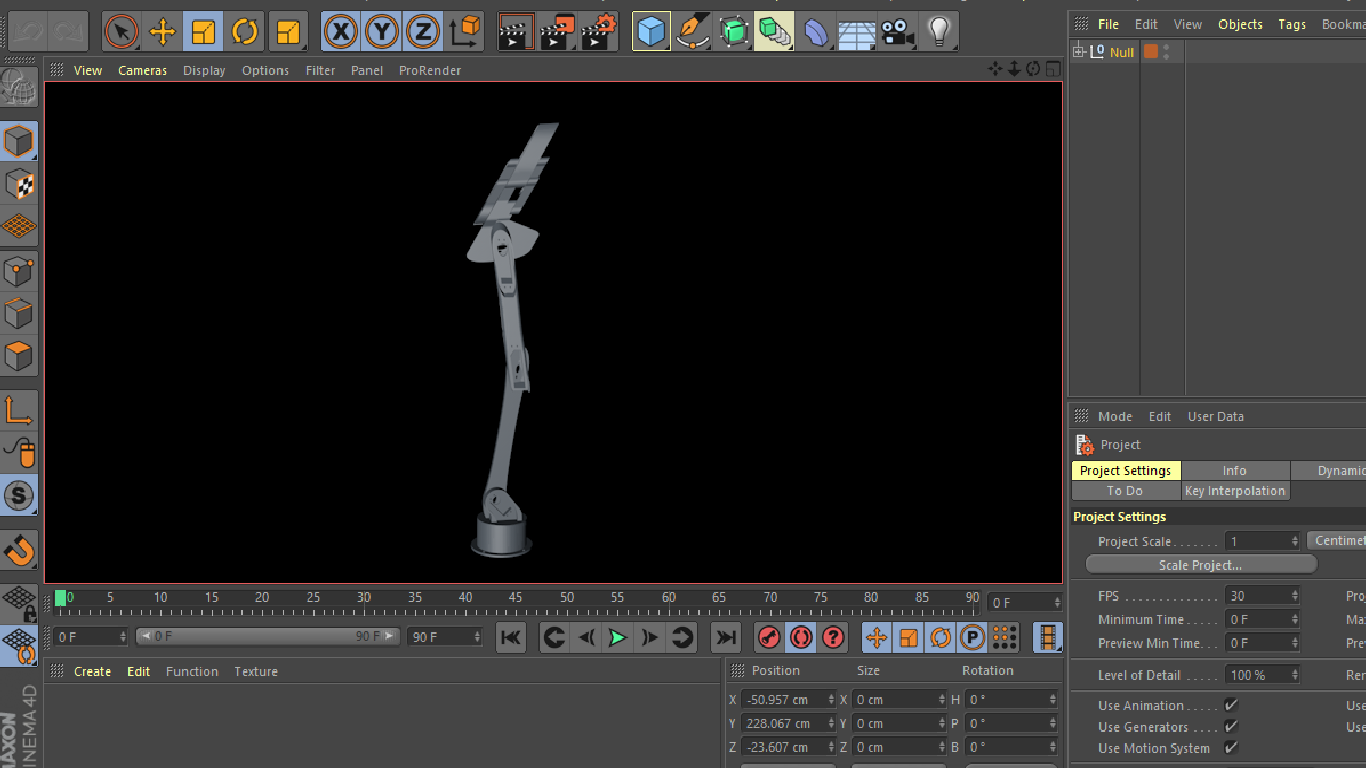 X Y Z
File Edit View Objects Tags Bookma
Null
View Cameras Display Options Filter Panel ProRender
Mode Edit User Data
Project
Project Settings Info Dynamic
To Do Key Interpolation
Project Settings
Project Scale . . . . . . . 1 Centimet
Scale Project...
FPS . . . . . . . . . . . . . . 30 Proj
Minimum Time . . . . 0 F Max
Preview Min Time. . . 0 F Prev
Level of Detail . . . . . 100 % Ren
Use Animation . . . . . Use
Use Generators . . . . Use
Use Motion System
0 5 10 15 20 25 30 35 40 45 50 55 60 65 70 75 80 85 90 0 F
0 F 0 F 90 F 90 F
Create Edit Function Texture
Position Size Rotation
X -50.957 cm X 0 cm H 0 °
Y 228.067 cm Y 0 cm P 0 °
Z -23.607 cm Z 0 cm B 0 °
S
P
AXON
INEMA 4D